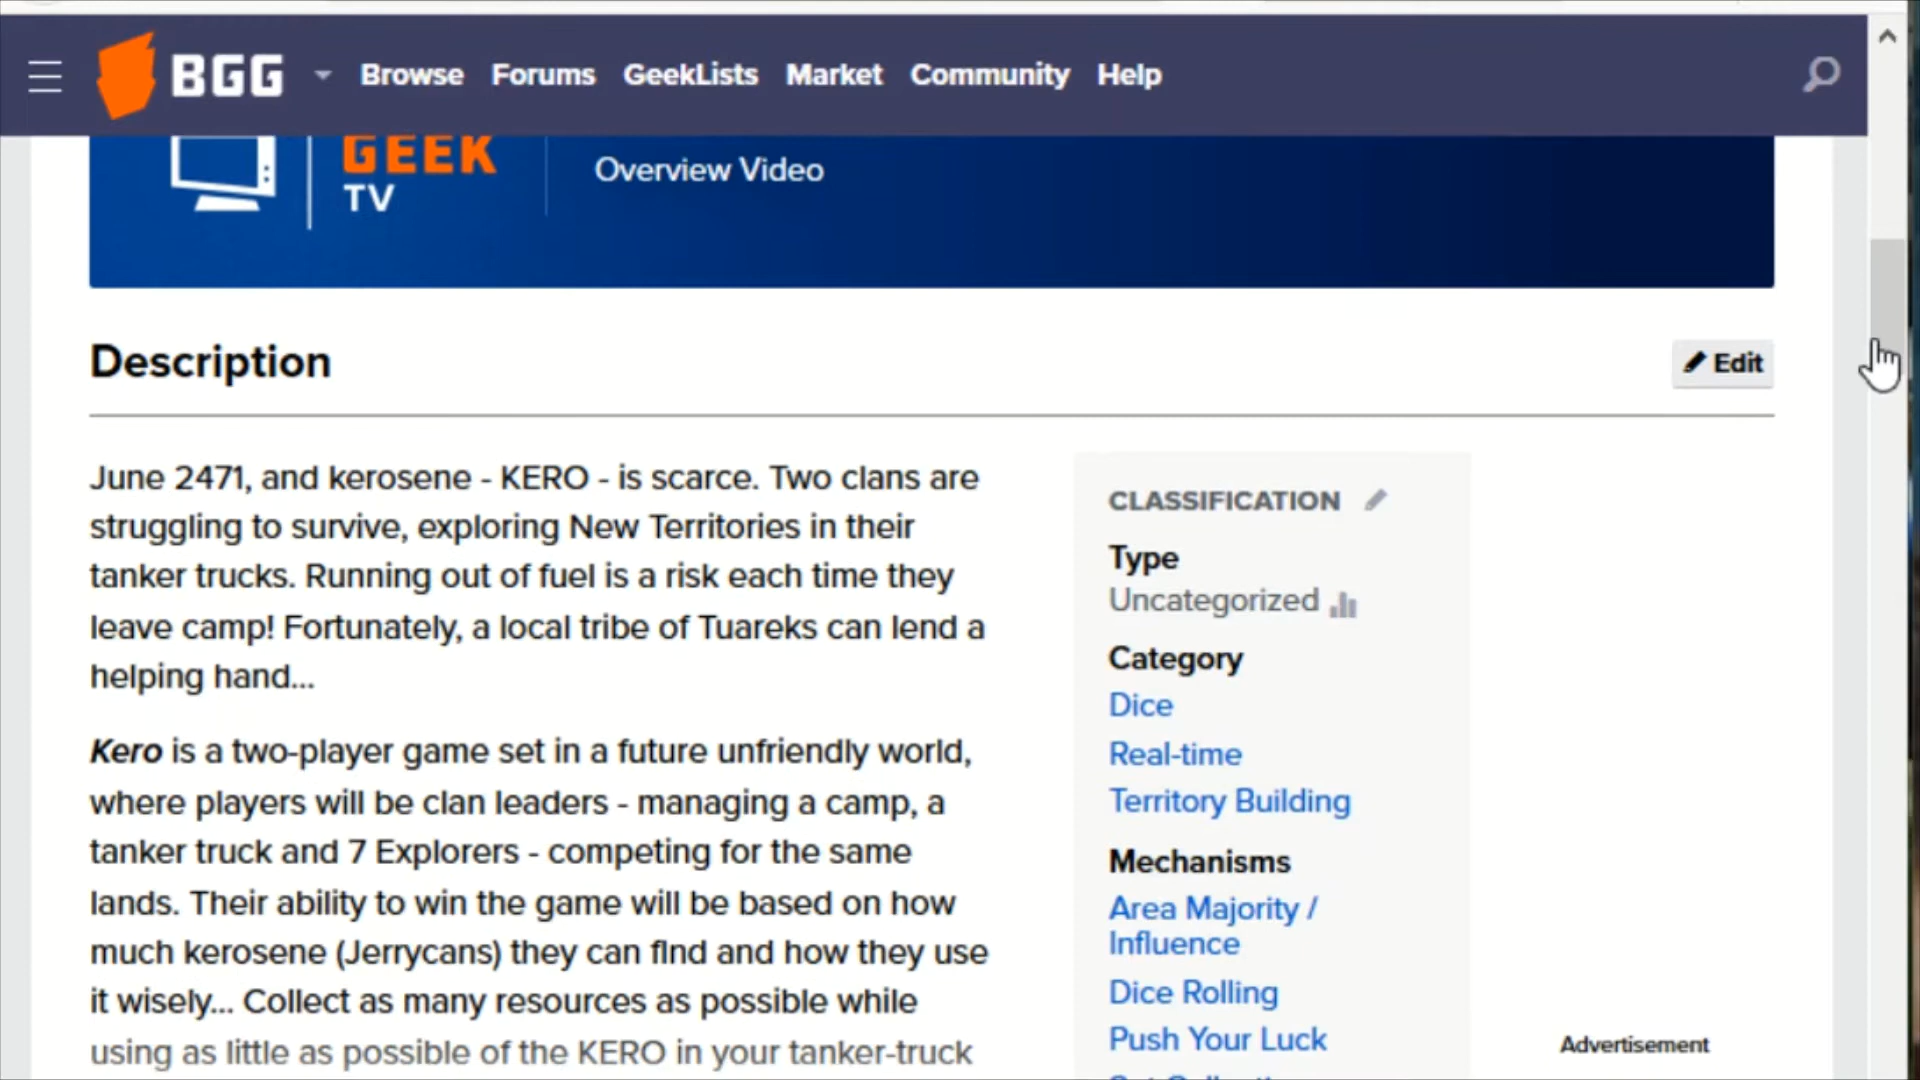 BGG Browse Forums GeekLists Market Community Help
GEEK
TV
Overview Video
Description
Edit
June 2471, and kerosene - KERO - is scarce. Two clans are
struggling to survive, exploring New Territories in their
tanker trucks. Running out of fuel is a risk each time they
leave camp! Fortunately, a local tribe of Tuareks can lend a
helping hand...
Kero is a two-player game set in a future unfriendly world,
where players will be clan leaders - managing a camp, a
tanker truck and 7 Explorers - competing for the same
lands. Their ability to win the game will be based on how
much kerosene (Jerrycans) they can find and how they use
it wisely... Collect as many resources as possible while
using as little as possible of the KERO in your tanker-truck
CLASSIFICATION
Type
Uncategorized
Category
Dice
Real-time
Territory Building
Mechanisms
Area Majority /
Influence
Dice Rolling
Push Your Luck
Advertisement